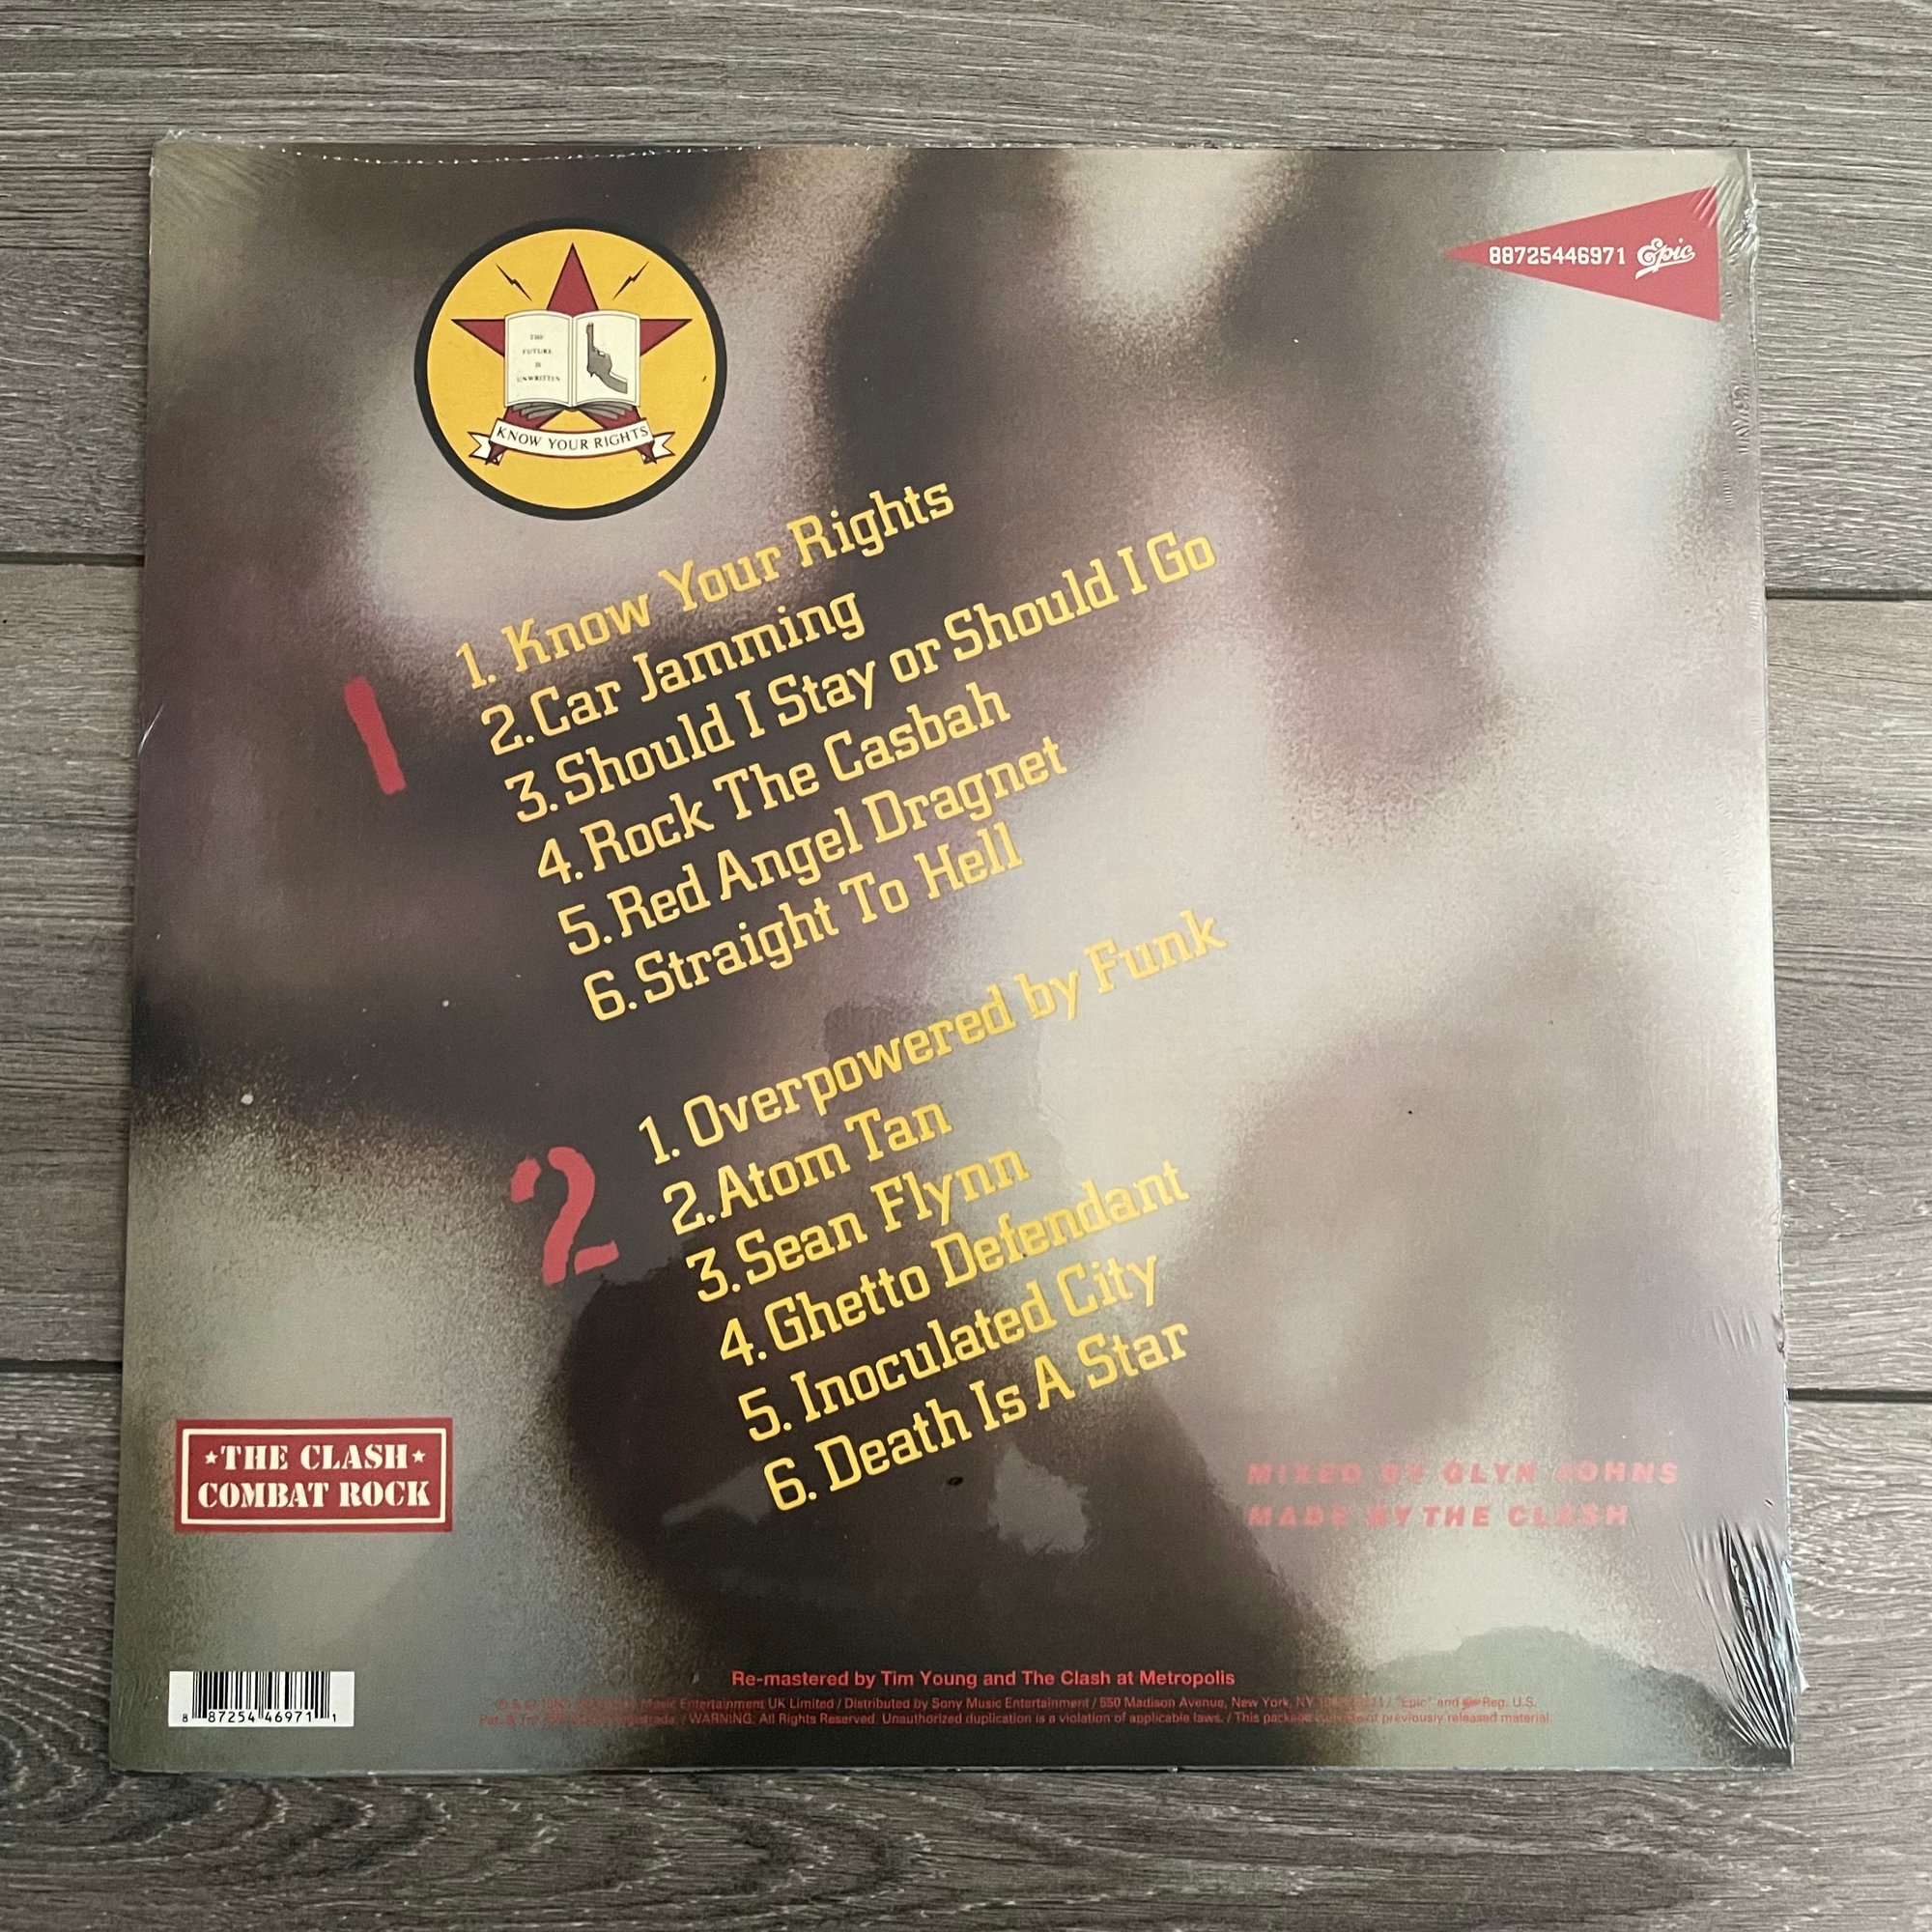 88725446971 Epic
THE
FUTURE
IS
UNWRITTEN
KNOW YOUR RIGHTS
1
1. Know Your Rights
2. Car Jamming
3. Should I Stay or Should I Go
4. Rock The Casbah
5. Red Angel Dragnet
6. Straight To Hell
2
1. Overpowered by Funk
2. Atom Tan
3. Sean Flynn
4. Ghetto Defendant
5. Inoculated City
6. Death Is A Star
THE CLASH
COMBAT ROCK
MIXED BY GLYN JOHNS
MADE BY THE CLASH
Re-mastered by Tim Young and The Clash at Metropolis
Music Entertainment UK Limited / Distributed by Sony Music Entertainment / 550 Madison Avenue, New York, NY / "Epic" and Reg. U.S.
Pat. & / WARNING: All Rights Reserved. Unauthorized duplication is a violation of applicable laws. / This package previously released material.
8 87254 46971 1